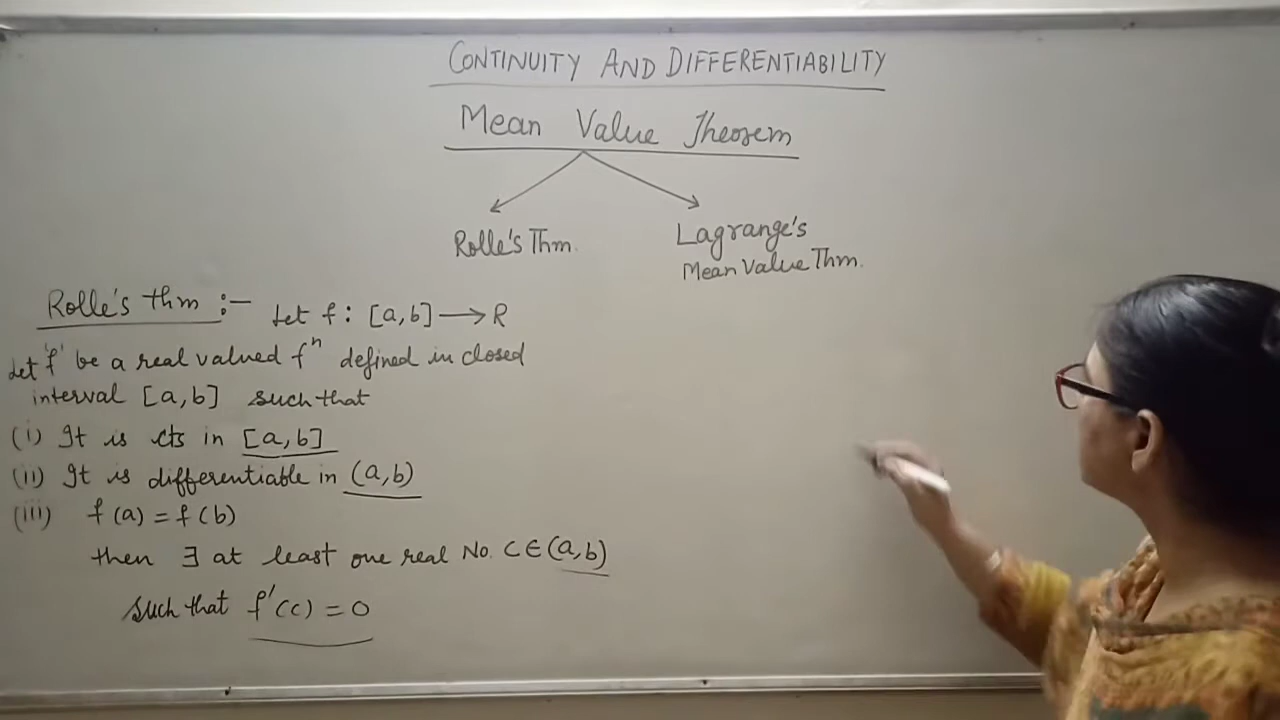 CONTINUITY AND DIFFERENTIABILITY
Mean Value Theorem
Rolle's Thm.
Lagrange's
Mean Value Thm.
Rolle's thm :-
Let f : [a,b] ⟶ R
Let 'f' be a real valued fⁿ defined in closed
interval [a,b] such that
(i) It is cts in [a,b]
(ii) It is differentiable in (a,b)
(iii) f(a) = f(b)
then ∃ at least one real No. C ∈ (a,b)
such that f'(c) = 0